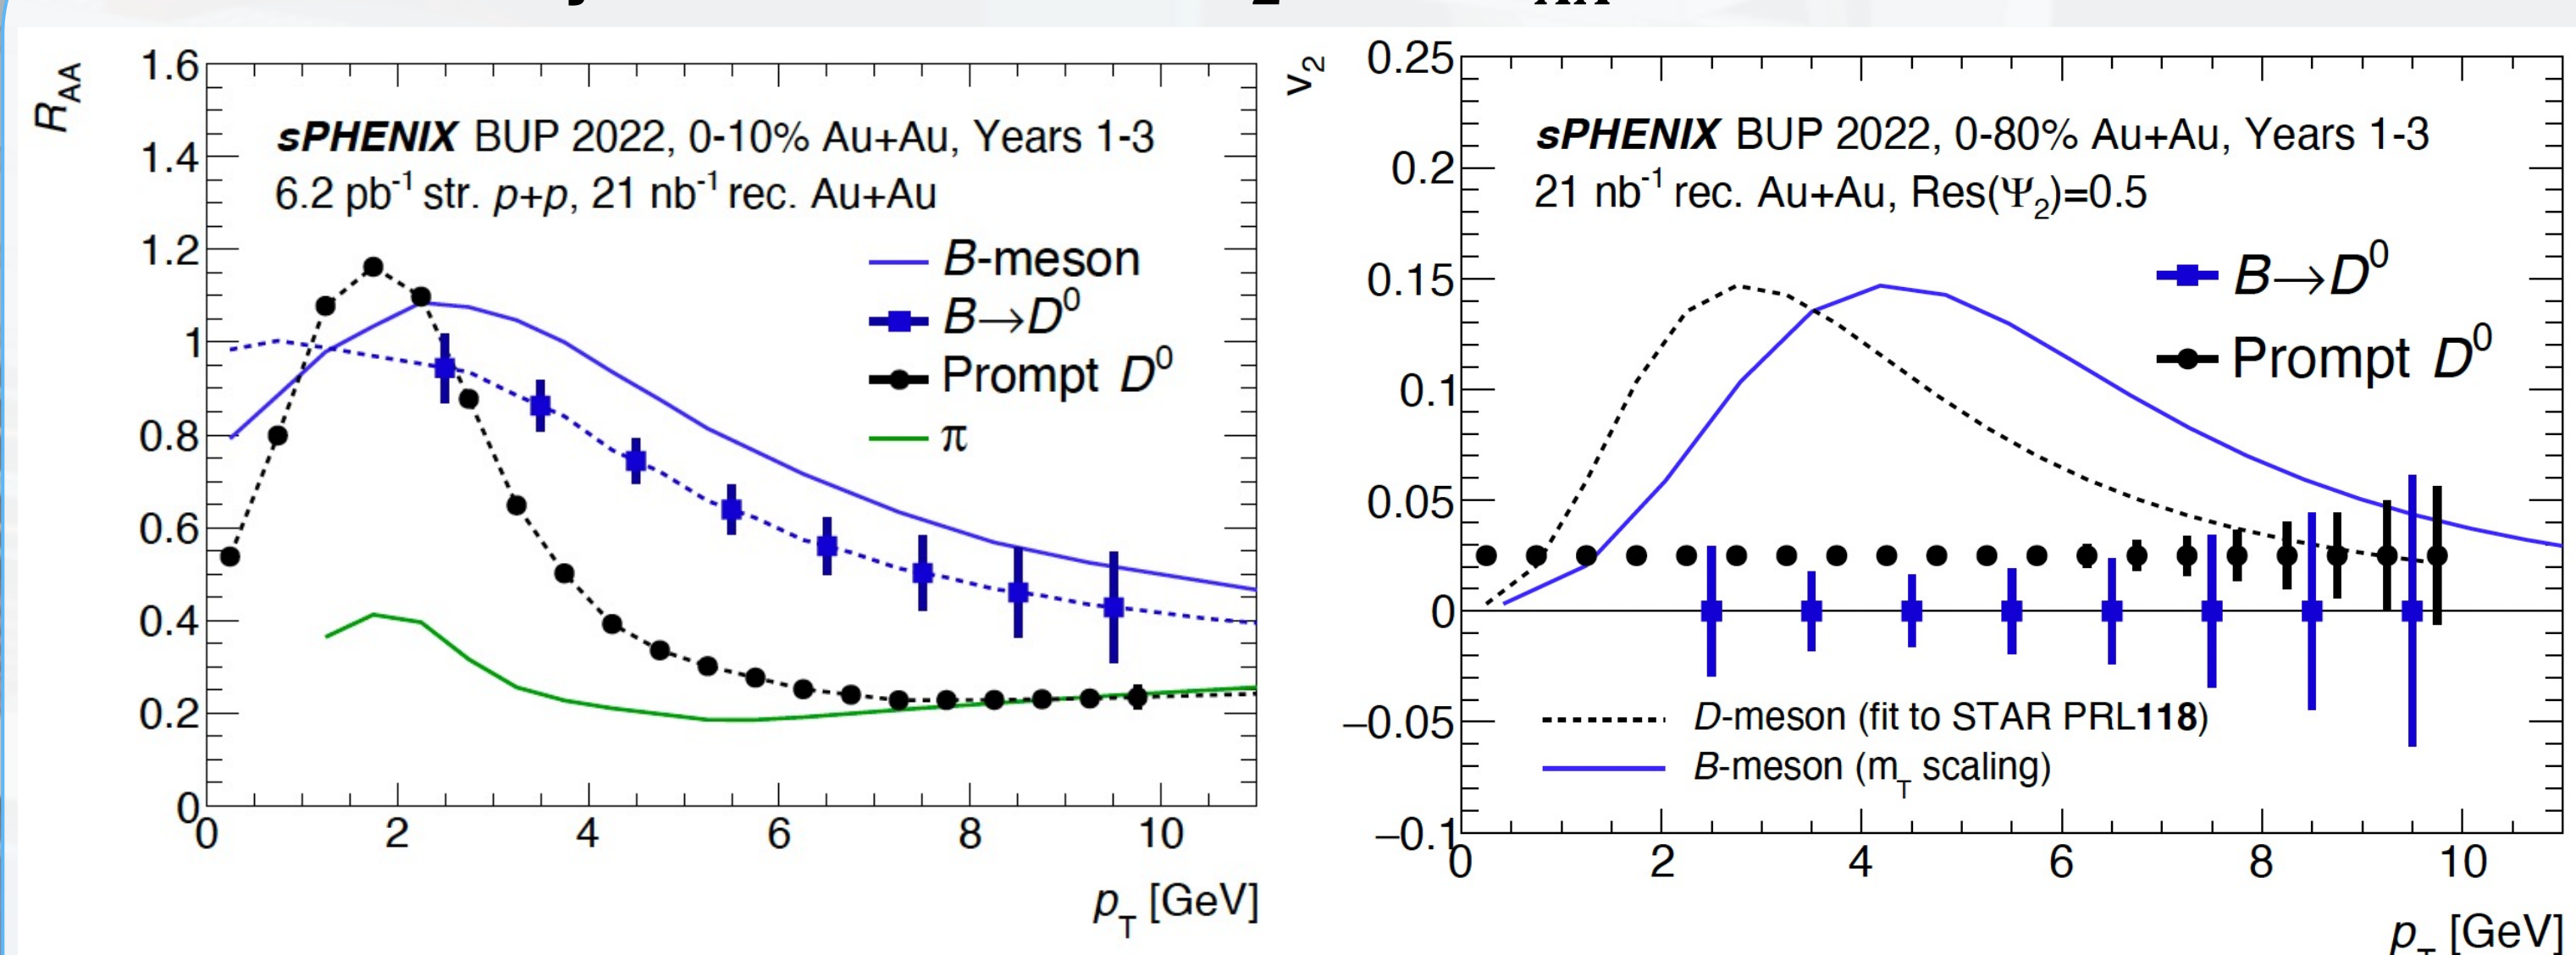 R_AA
1.6
1.4
1.2
1
0.8
0.6
0.4
0.2
0
sPHENIX BUP 2022, 0-10% Au+Au, Years 1-3
6.2 pb⁻¹ str. p+p, 21 nb⁻¹ rec. Au+Au
B-meson
B→D⁰
Prompt D⁰
π
0 2 4 6 8 10
p_T [GeV]
v₂
0.25
0.2
0.15
0.1
0.05
0
−0.05
−0.1
sPHENIX BUP 2022, 0-80% Au+Au, Years 1-3
21 nb⁻¹ rec. Au+Au, Res(Ψ₂)=0.5
B→D⁰
Prompt D⁰
D-meson (fit to STAR PRL118)
B-meson (m_T scaling)
0 2 4 6 8 10
p_T [GeV]